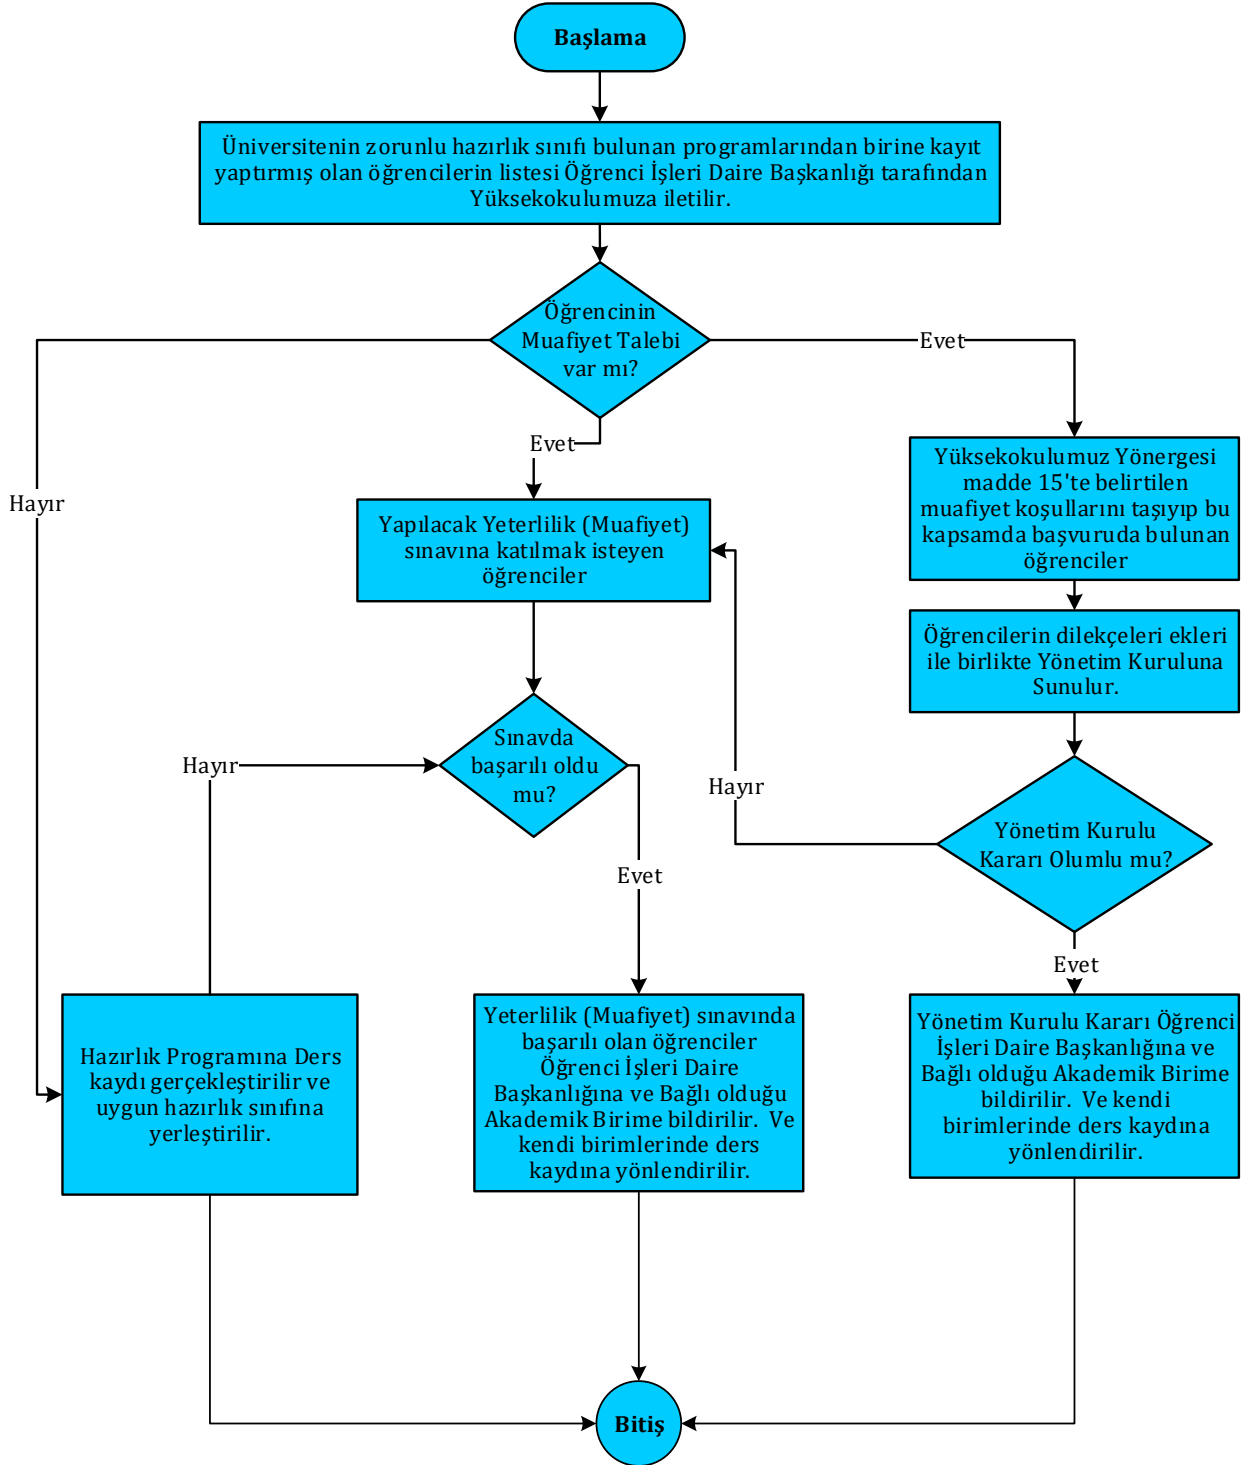 Başlama
Üniversitenin zorunlu hazırlık sınıfı bulunan programlarından birine kayıt
yaptırmış olan öğrencilerin listesi Öğrenci İşleri Daire Başkanlığı tarafından
Yüksekokulumuza iletilir.
Öğrencinin
Muafiyet Talebi
var mı?
Evet
Evet
Hayır
Yüksekokulumuz Yönergesi
madde 15'te belirtilen
muafiyet koşullarını taşıyıp bu
kapsamda başvuruda bulunan
öğrenciler
Yapılacak Yeterlilik (Muafiyet)
sınavına katılmak isteyen
öğrenciler
Öğrencilerin dilekçeleri ekleri
ile birlikte Yönetim Kuruluna
Sunulur.
Sınavda
başarılı oldu
mu?
Hayır
Hayır
Yönetim Kurulu
Kararı Olumlu mu?
Evet
Evet
Hazırlık Programına Ders
kaydı gerçekleştirilir ve
uygun hazırlık sınıfına
yerleştirilir.
Yeterlilik (Muafiyet) sınavında
başarılı olan öğrenciler
Öğrenci İşleri Daire
Başkanlığına ve Bağlı olduğu
Akademik Birime bildirilir.  Ve
kendi birimlerinde ders
kaydına yönlendirilir.
Yönetim Kurulu Kararı Öğrenci
İşleri Daire Başkanlığına ve
Bağlı olduğu Akademik Birime
bildirilir.  Ve kendi
birimlerinde ders kaydına
yönlendirilir.
Bitiş